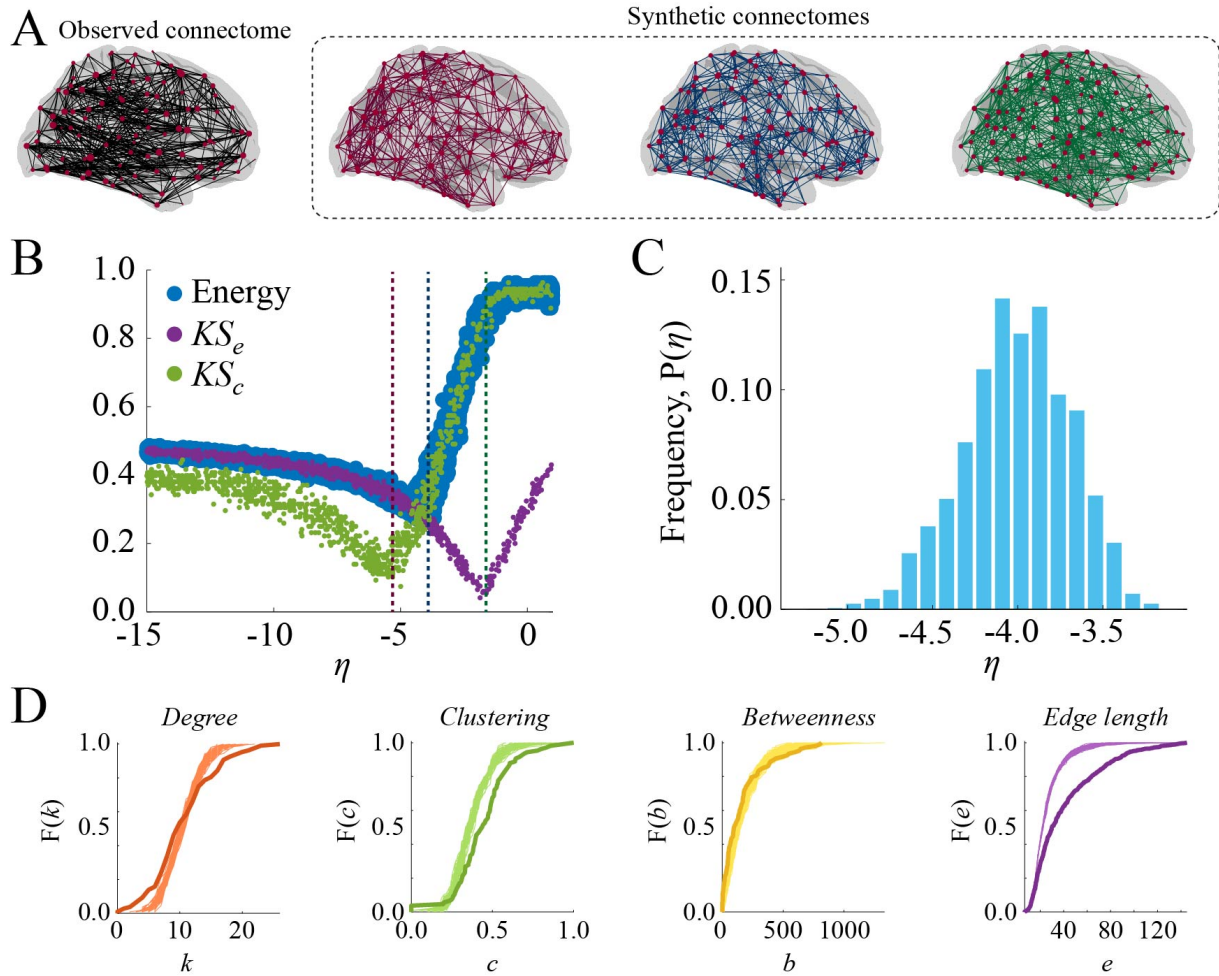 A
Observed connectome
Synthetic connectomes
B
1.0
0.8
0.6
0.4
0.2
0.0
Energy
KSₑ
KS_c
-15
-10
-5
0
η
C
Frequency, P(η)
0.15
0.10
0.05
0.00
-5.0
-4.5
-4.0
-3.5
η
D
Degree
F(k)
1.0
0.5
0.0
0
10
20
k
Clustering
F(c)
1.0
0.5
0.0
0.0
0.5
1.0
c
Betweenness
F(b)
1.0
0.5
0.0
0
500
1000
b
Edge length
F(e)
1.0
0.5
0.0
40
80
120
e